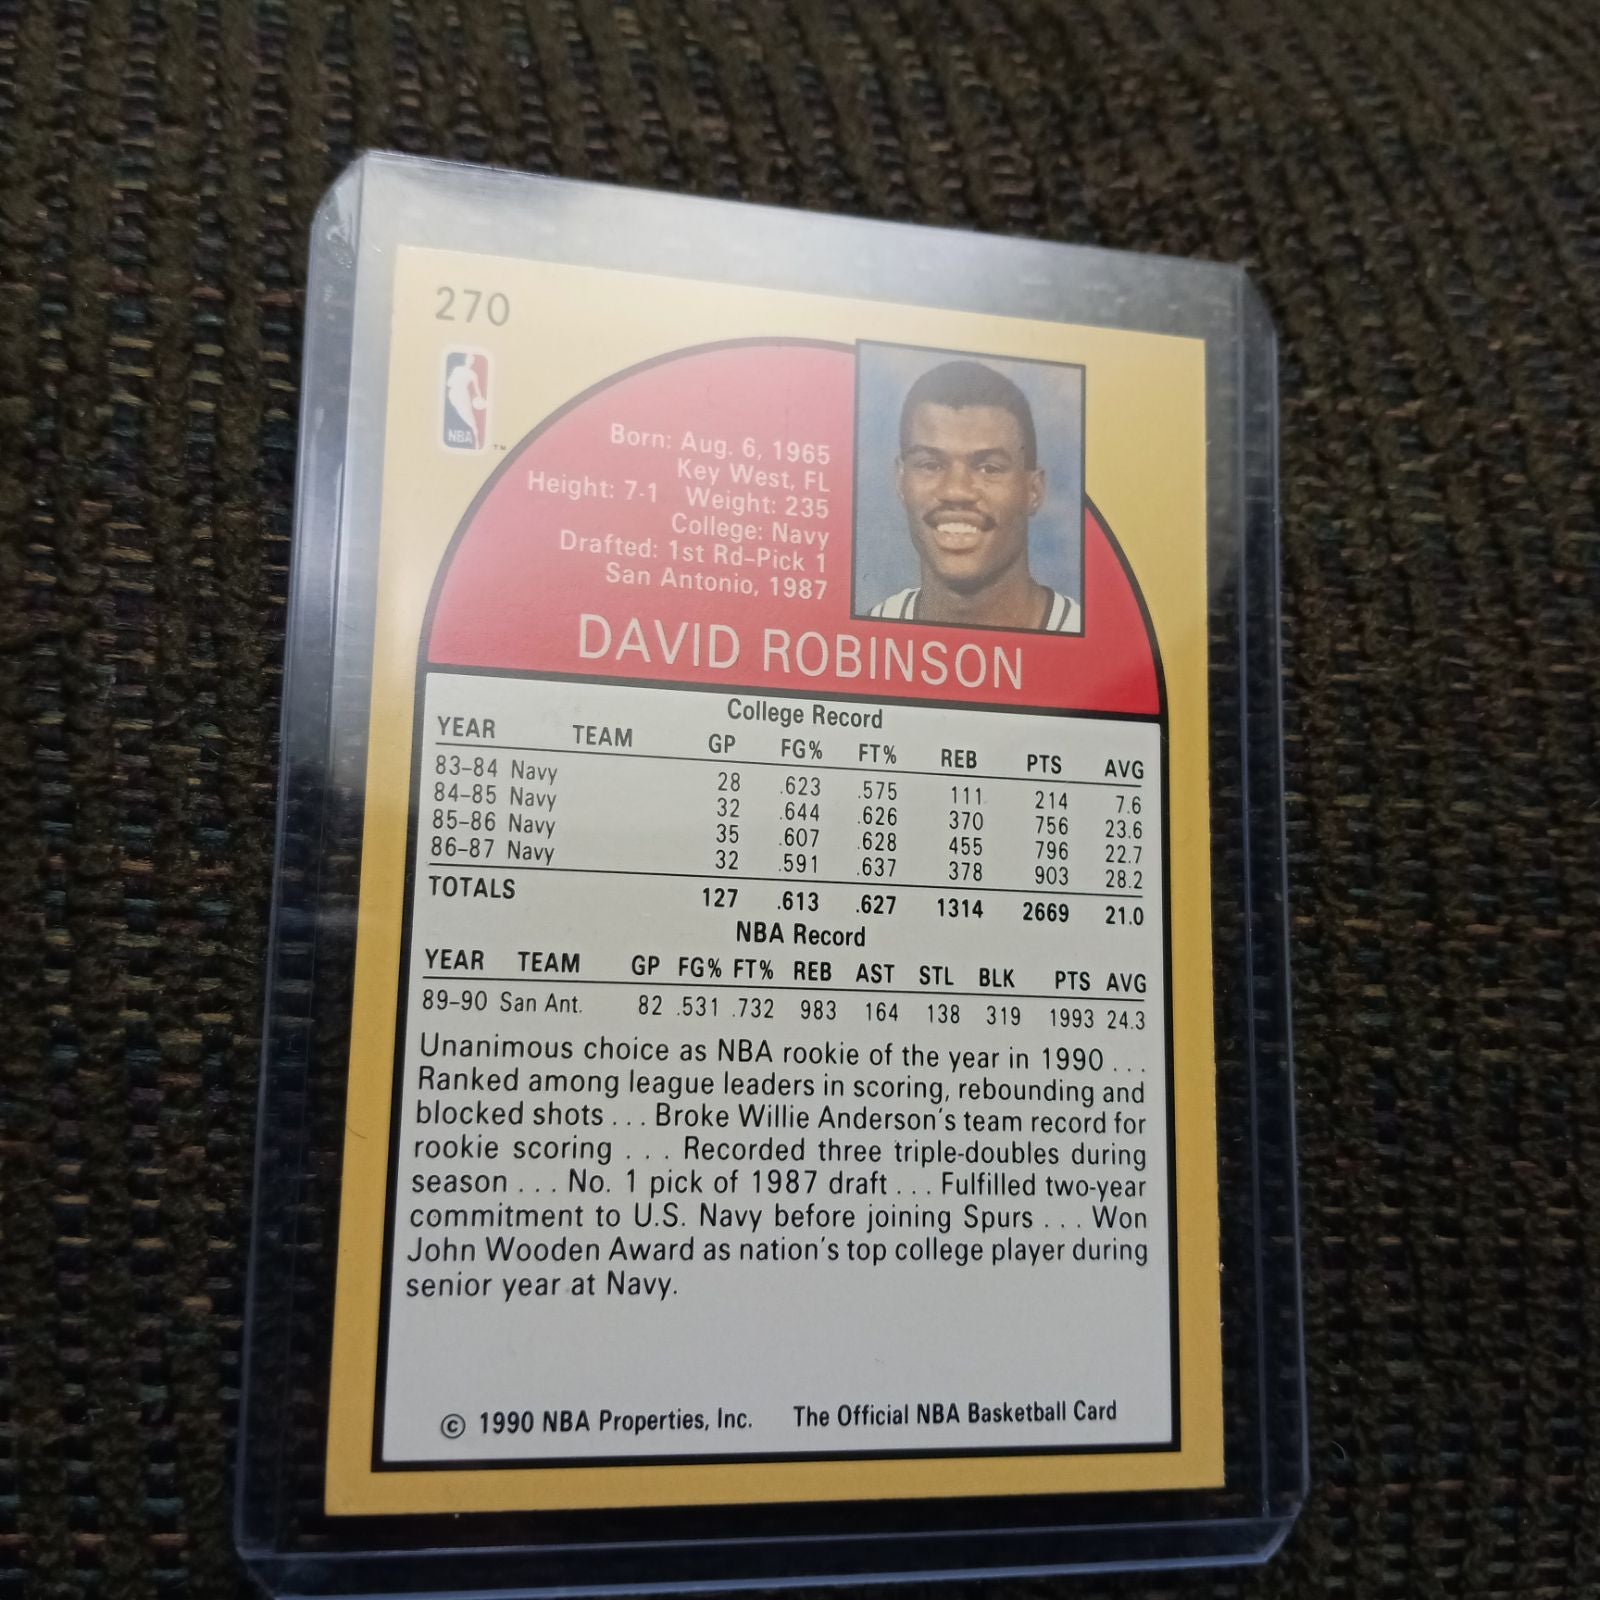 270
NBA
TM
Born: Aug. 6, 1965
Key West, FL
Height: 7-1 Weight: 235
College: Navy
Drafted: 1st Rd-Pick 1
San Antonio, 1987
DAVID ROBINSON
College Record
YEAR TEAM GP FG% FT% REB PTS AVG
83-84 Navy 28 .623 .575 111 214 7.6
84-85 Navy 32 .644 .626 370 756 23.6
85-86 Navy 35 .607 .628 455 796 22.7
86-87 Navy 32 .591 .637 378 903 28.2
TOTALS 127 .613 .627 1314 2669 21.0
NBA Record
YEAR TEAM GP FG% FT% REB AST STL BLK PTS AVG
89-90 San Ant. 82 .531 .732 983 164 138 319 1993 24.3
Unanimous choice as NBA rookie of the year in 1990 . . .
Ranked among league leaders in scoring, rebounding and
blocked shots . . . Broke Willie Anderson's team record for
rookie scoring . . . Recorded three triple-doubles during
season . . . No. 1 pick of 1987 draft . . . Fulfilled two-year
commitment to U.S. Navy before joining Spurs . . . Won
John Wooden Award as nation's top college player during
senior year at Navy.
© 1990 NBA Properties, Inc. The Official NBA Basketball Card